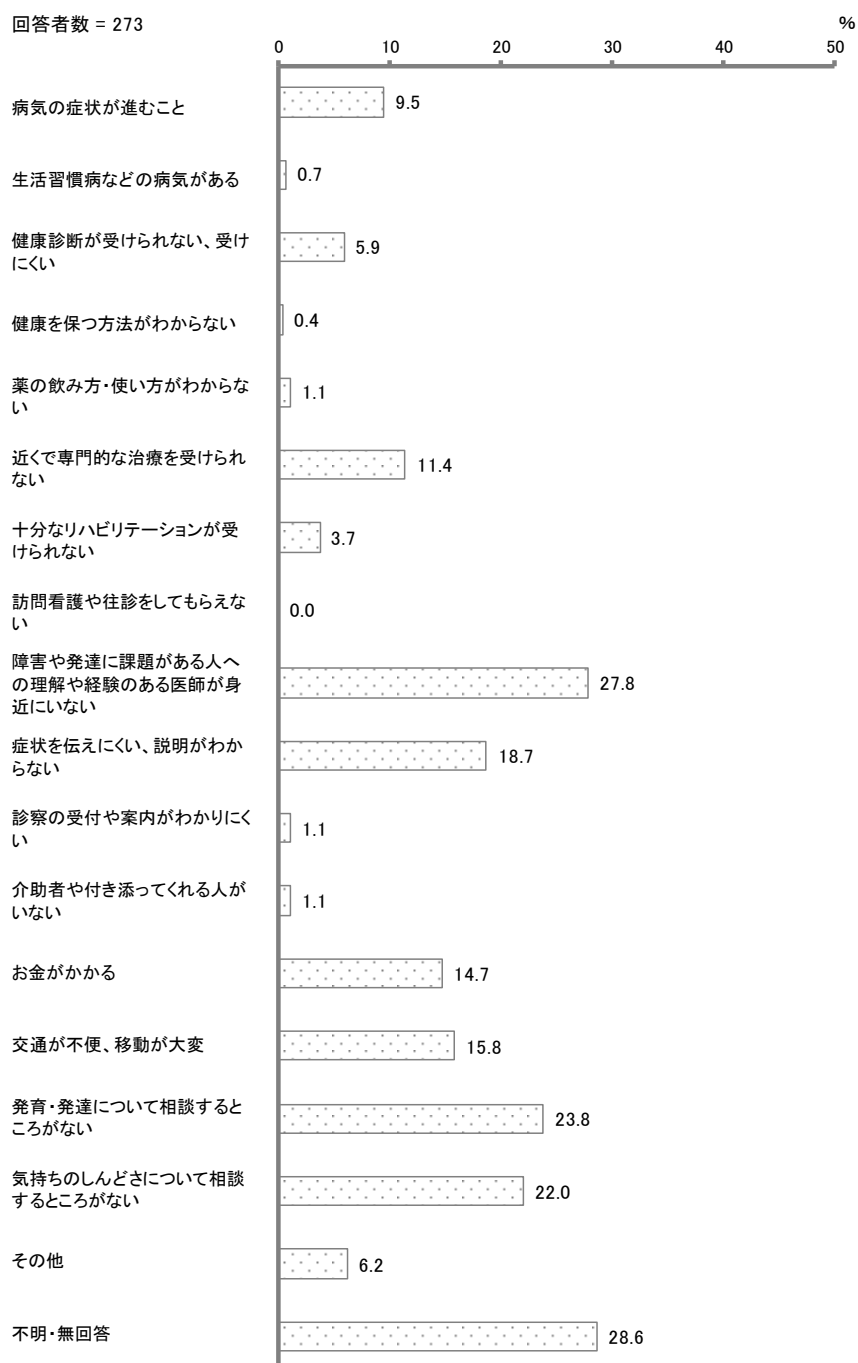 回答者数 = 273
%
0 10 20 30 40 50
病気の症状が進むこと 9.5
生活習慣病などの病気がある 0.7
健康診断が受けられない、受け
にくい 5.9
健康を保つ方法がわからない 0.4
薬の飲み方・使い方がわからな
い 1.1
近くで専門的な治療を受けられ
ない 11.4
十分なリハビリテーションが受
けられない 3.7
訪問看護や往診をしてもらえな
い 0.0
障害や発達に課題がある人へ
の理解や経験のある医師が身
近にいない 27.8
症状を伝えにくい、説明がわか
らない 18.7
診察の受付や案内がわかりにく
い 1.1
介助者や付き添ってくれる人が
いない 1.1
お金がかかる 14.7
交通が不便、移動が大変 15.8
発育・発達について相談すると
ころがない 23.8
気持ちのしんどさについて相談
するところがない 22.0
その他 6.2
不明・無回答 28.6